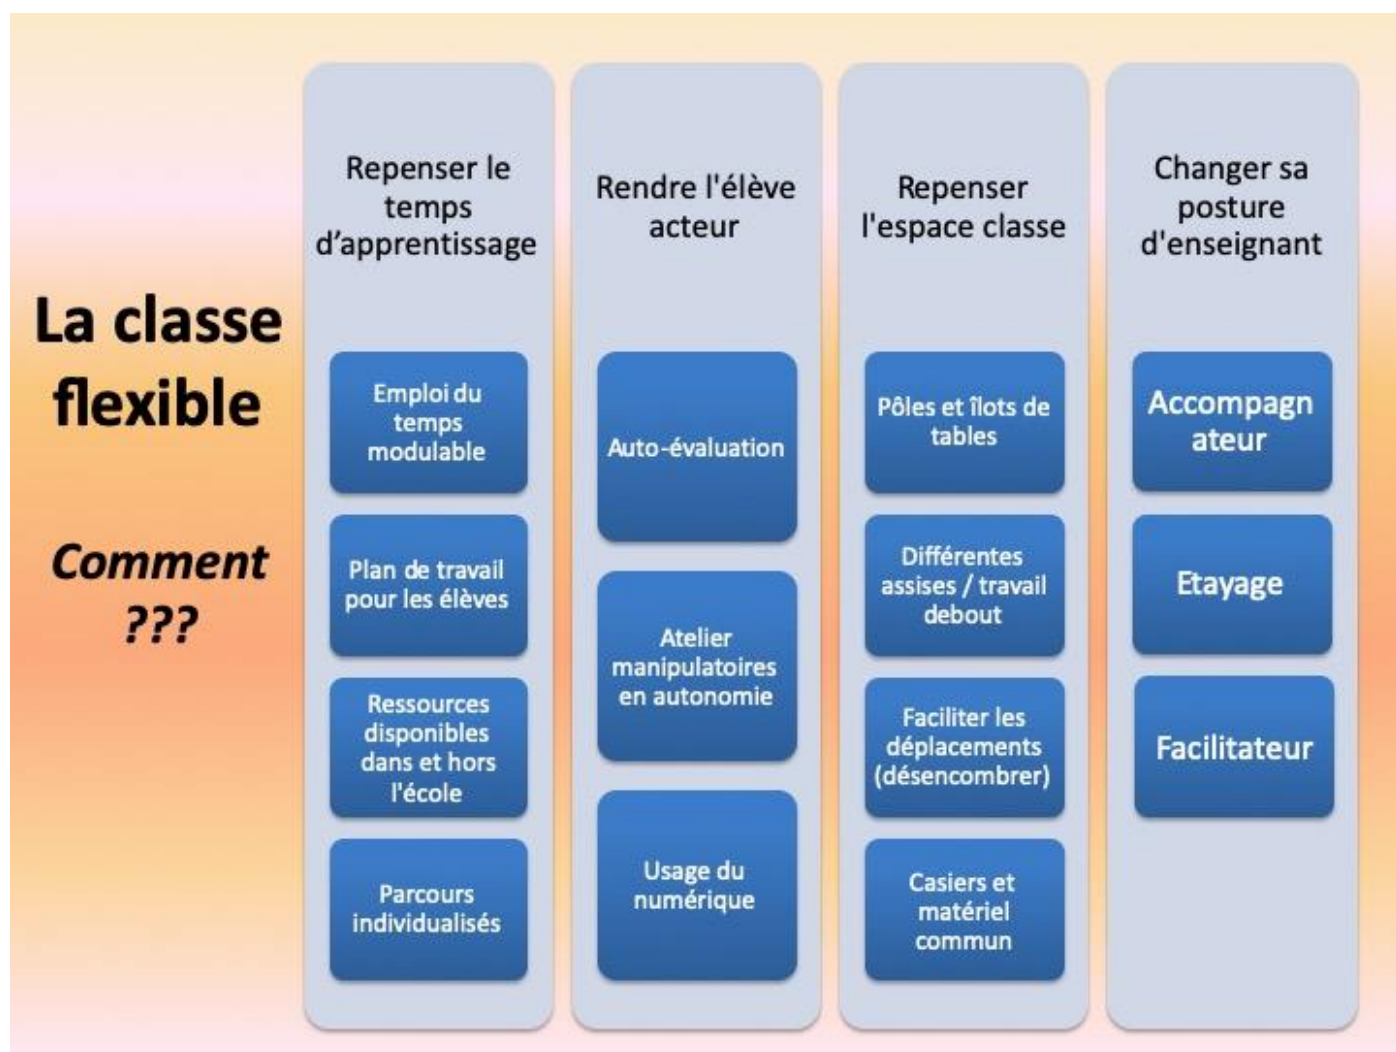 La classe
flexible
Comment
???
Repenser le
temps
d’apprentissage
Emploi du
temps
modulable
Plan de travail
pour les élèves
Ressources
disponibles
dans et hors
l'école
Parcours
individualisés
Rendre l'élève
acteur
Auto-évaluation
Atelier
manipulatoires
en autonomie
Usage du
numérique
Repenser
l'espace classe
Pôles et îlots de
tables
Différentes
assises / travail
debout
Faciliter les
déplacements
(désencombrer)
Casiers et
matériel
commun
Changer sa
posture
d'enseignant
Accompagn
ateur
Etayage
Facilitateur